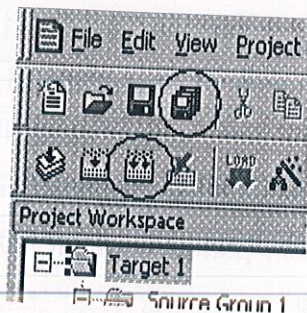 File Edit View Project
LOAD
Project Workspace
Target 1
Source Group 1